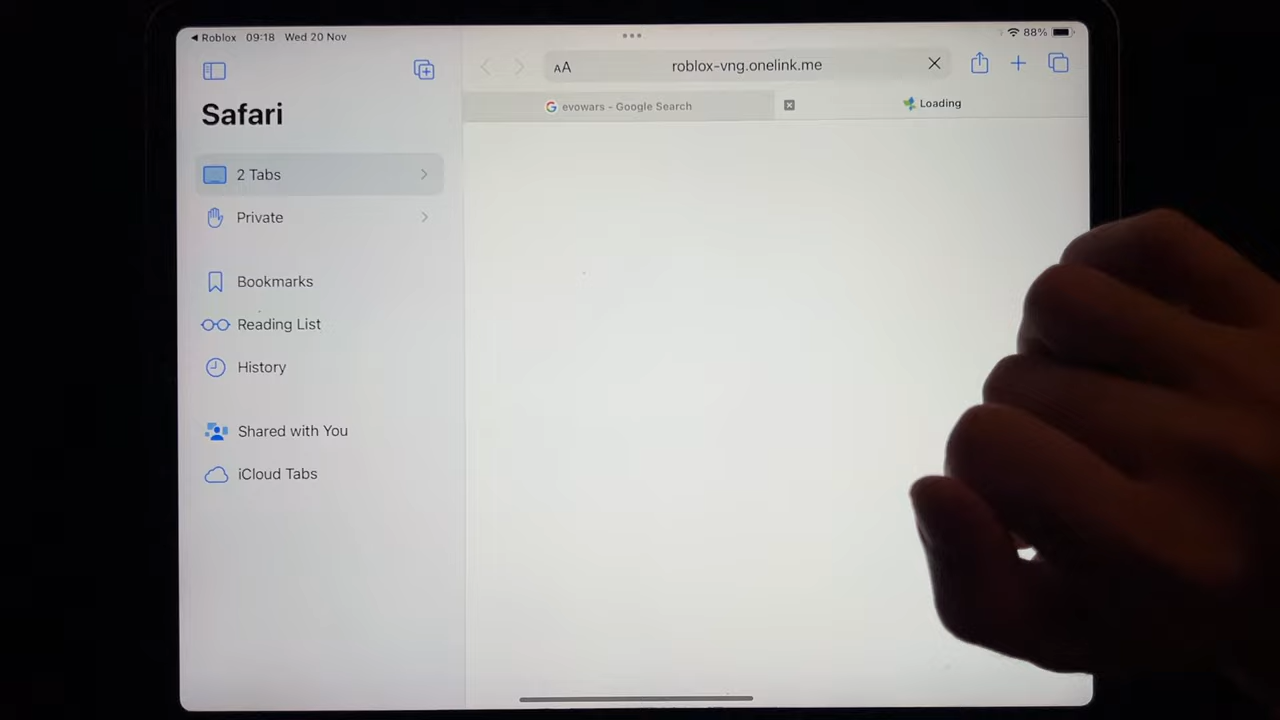 Roblox 09:18 Wed 20 Nov
88%
AA
roblox-vng.onelink.me
evowars - Google Search
Loading
Safari
2 Tabs
Private
Bookmarks
Reading List
History
Shared with You
iCloud Tabs